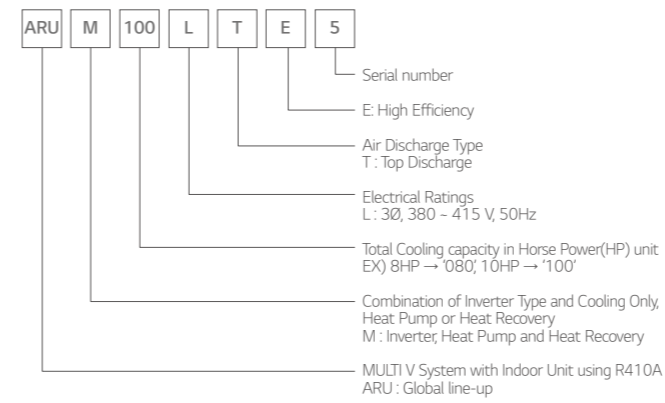 ARU M 100 L T E 5
Serial number
E: High Efficiency
Air Discharge Type
T : Top Discharge
Electrical Ratings
L : 3Ø, 380 ~ 415 V, 50Hz
Total Cooling capacity in Horse Power(HP) unit
EX) 8HP → ‘080’, 10HP → ‘100’
Combination of Inverter Type and Cooling Only,
Heat Pump or Heat Recovery
M : Inverter, Heat Pump and Heat Recovery
MULTI V System with Indoor Unit using R410A
ARU : Global line-up